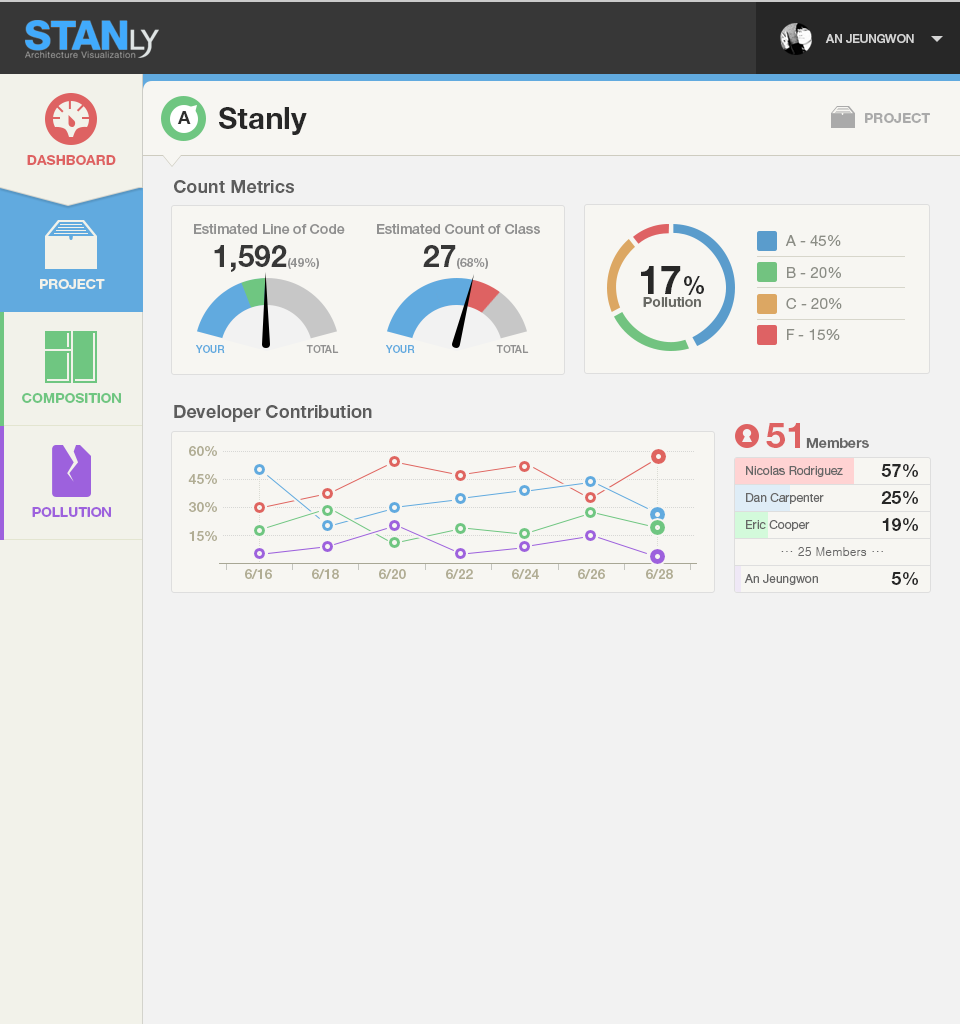 STANLY
Architecture Visualization
AN JEUNGWON
DASHBOARD
PROJECT
COMPOSITION
POLLUTION
A
Stanly
PROJECT
Count Metrics
Estimated Line of Code
1,592(49%)
YOUR
TOTAL
Estimated Count of Class
27(68%)
YOUR
TOTAL
17%
Pollution
A - 45%
B - 20%
C - 20%
F - 15%
Developer Contribution
60%
45%
30%
15%
6/16 6/18 6/20 6/22 6/24 6/26 6/28
51 Members
Nicolas Rodriguez 57%
Dan Carpenter 25%
Eric Cooper 19%
··· 25 Members ···
An Jeungwon 5%